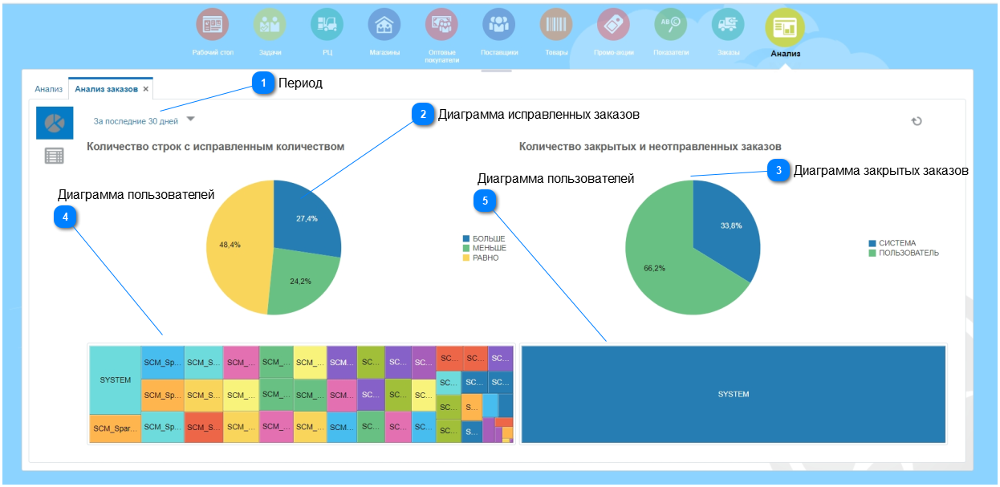 АВ©
Рабочий стол
Задачи
РЦ
Магазины
Оптовые
покупатели
Поставщики
Товары
Промо-акции
Показатели
Заказы
Анализ
Анализ
Анализ заказов ×
1 Период
За последние 30 дней
2 Диаграмма исправленных заказов
Количество строк с исправленным количеством
Количество закрытых и неотправленных заказов
3 Диаграмма закрытых заказов
Диаграмма пользователей
4
Диаграмма пользователей
5
27,4%
48,4%
24,2%
БОЛЬШЕ
МЕНЬШЕ
РАВНО
33,8%
66,2%
СИСТЕМА
ПОЛЬЗОВАТЕЛЬ
SYSTEM
SCM_Spar...
SCM_Sp... SCM_S... SCM_... SCM_... SCM_... SCM... SC... SC... SC... SC... SC... SC...
SCM_Sp... SCM_S... SCM_... SCM_... SCM_... SCM... SC... SC... SC... SC... SC... SC...
SCM_Sp... SCM_S... SCM_... SCM_... SCM_... SCM... SC... SC... SC... SC... S...
SC... S...
SYSTEM